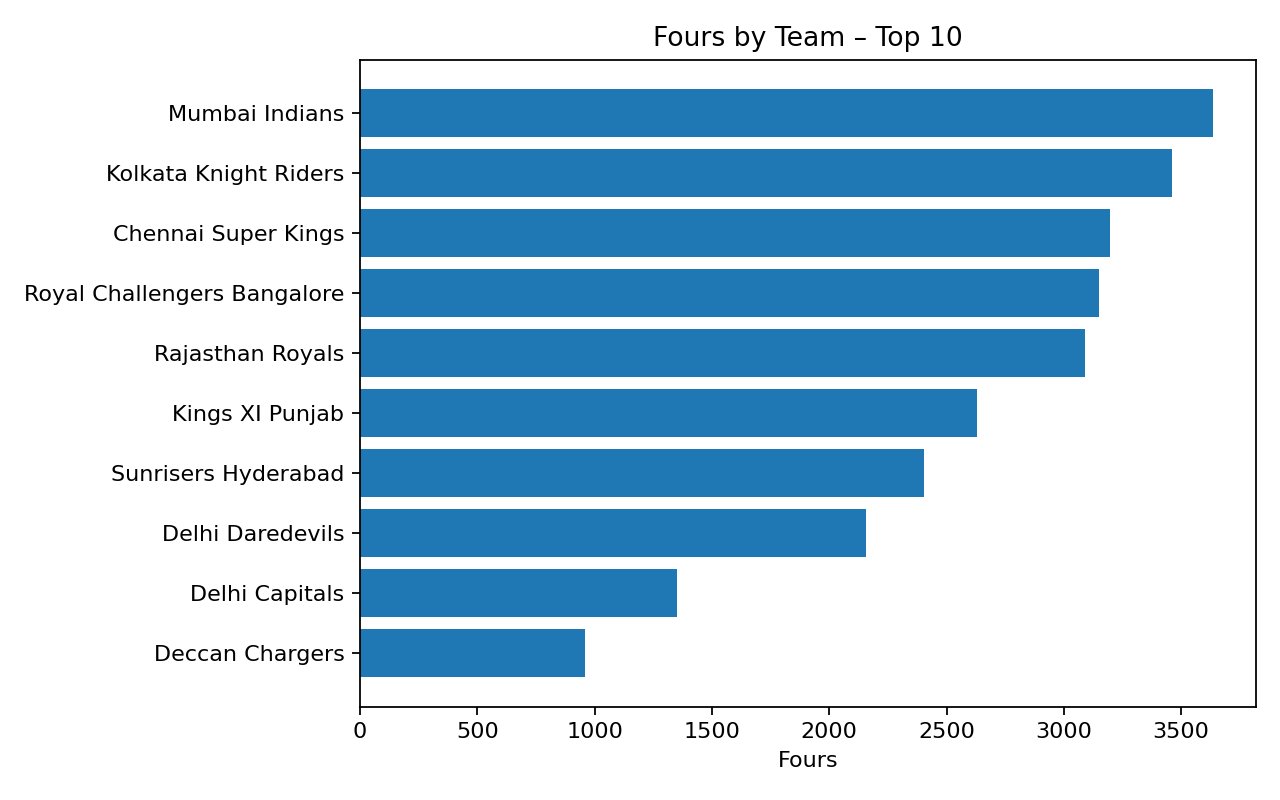 Fours by Team – Top 10
Mumbai Indians
Kolkata Knight Riders
Chennai Super Kings
Royal Challengers Bangalore
Rajasthan Royals
Kings XI Punjab
Sunrisers Hyderabad
Delhi Daredevils
Delhi Capitals
Deccan Chargers
0 500 1000 1500 2000 2500 3000 3500
Fours